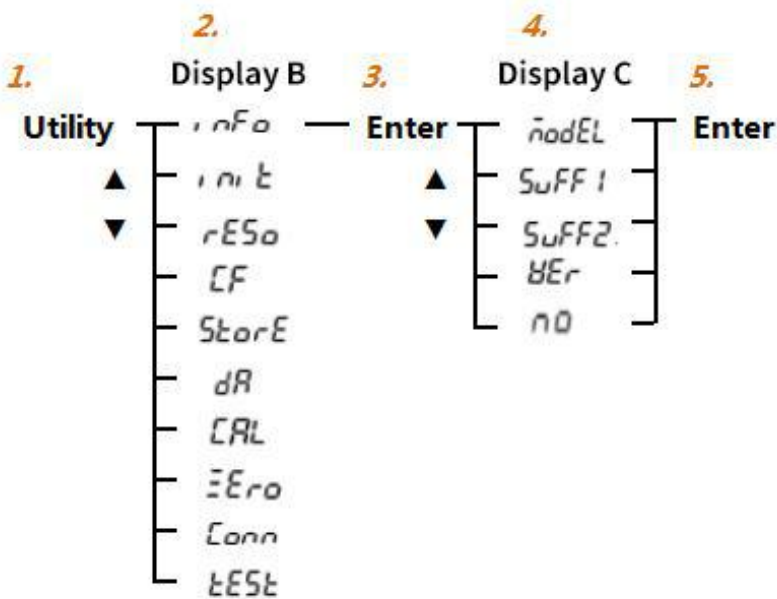 2. 4.
1. Display B 3. Display C 5.
Utility inFo Enter modEL Enter
▲ init ▲ SuFF1
▼ rESo ▼ SuFF2.
CF VEr
StorE no
dA
CAL
ZEro
Conn
tESt